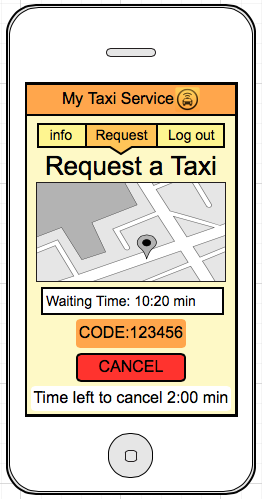 My Taxi Service
info Request Log out
Request a Taxi
Waiting Time: 10:20 min
CODE:123456
CANCEL
Time left to cancel 2:00 min